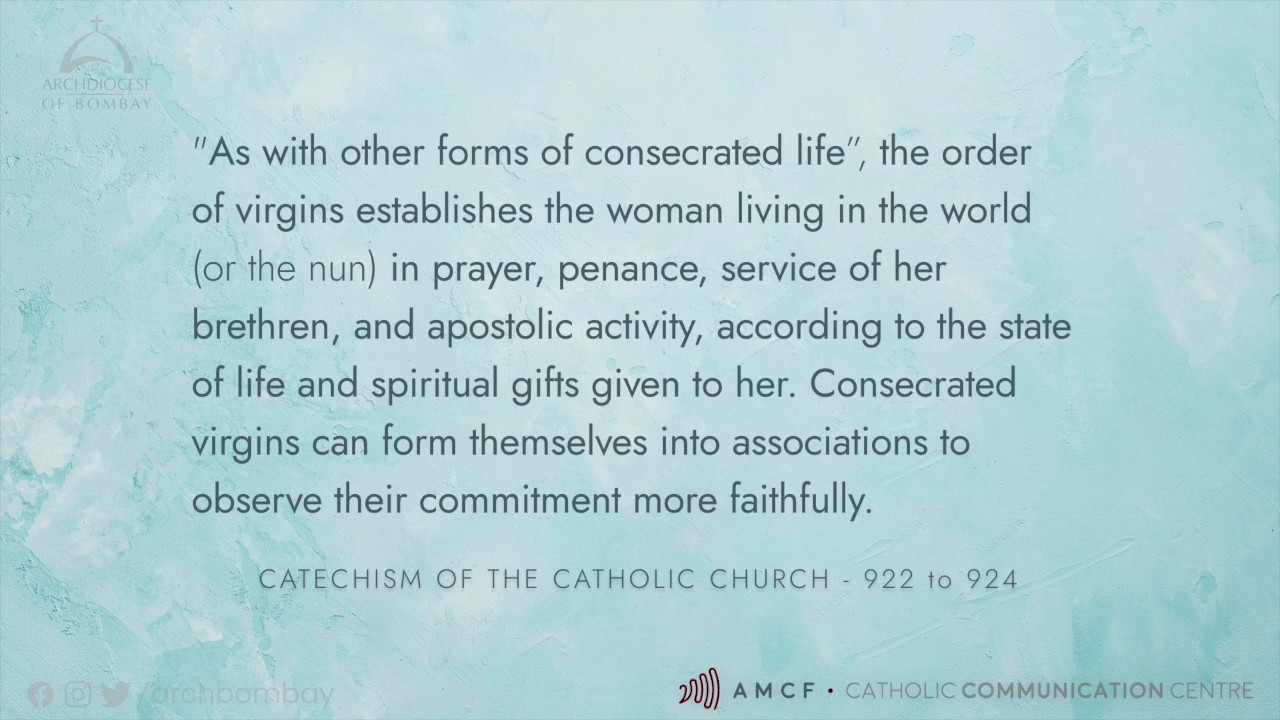 ARCHDIOCESE
OF BOMBAY
"As with other forms of consecrated life”, the order
of virgins establishes the woman living in the world
(or the nun) in prayer, penance, service of her
brethren, and apostolic activity, according to the state
of life and spiritual gifts given to her. Consecrated
virgins can form themselves into associations to
observe their commitment more faithfully.
CATECHISM OF THE CATHOLIC CHURCH - 922 to 924
/archbombay
AMCF • CATHOLIC COMMUNICATION CENTRE